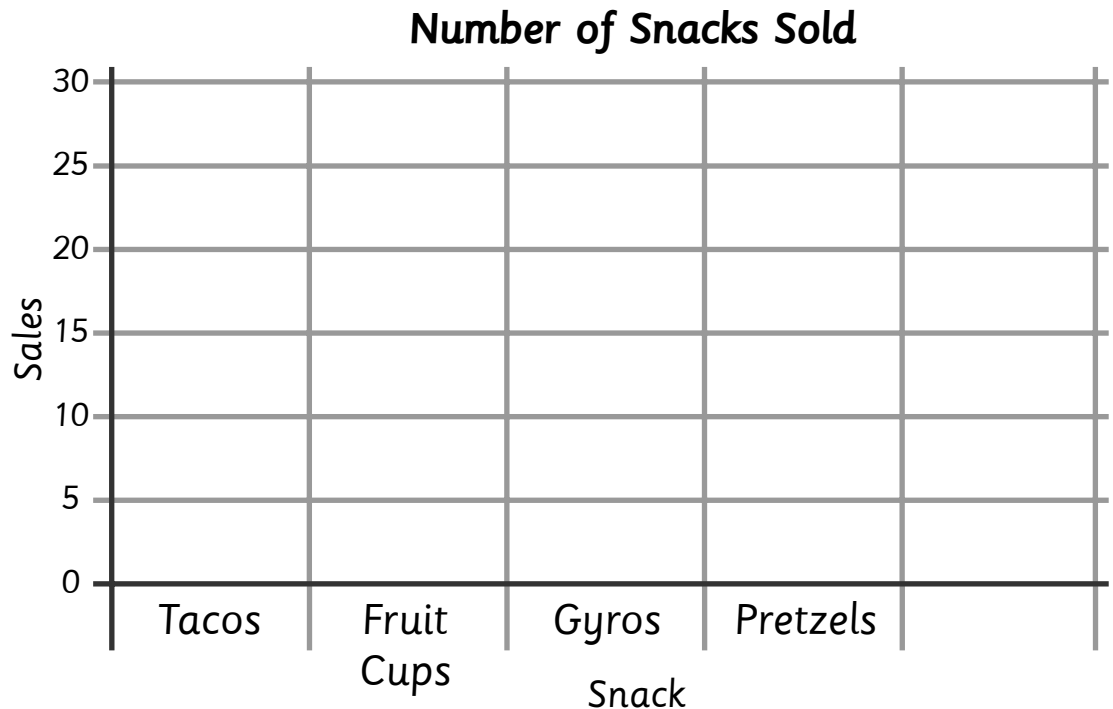 Number of Snacks Sold
30
25
20
15
10
5
0
Sales
Tacos
Fruit
Cups
Gyros
Pretzels
Snack